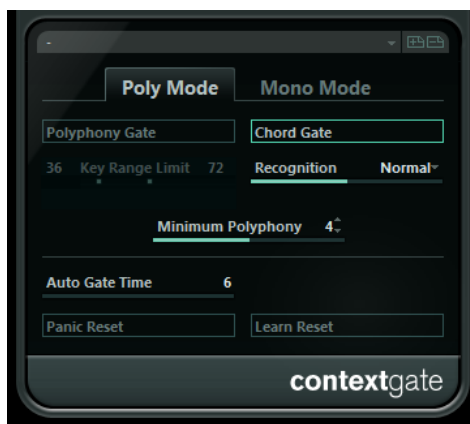 -
Poly Mode Mono Mode
Polyphony Gate Chord Gate
36 Key Range Limit 72 Recognition Normal
Minimum Polyphony 4
Auto Gate Time 6
Panic Reset Learn Reset
contextgate